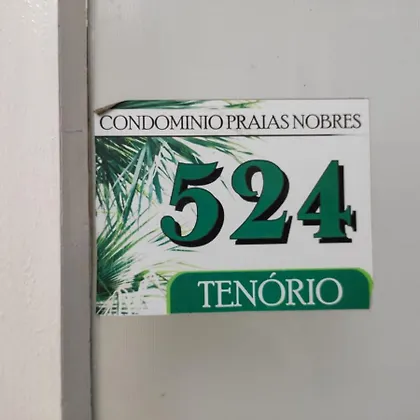 CONDOMINIO PRAIAS NOBRES
524
TENÓRIO